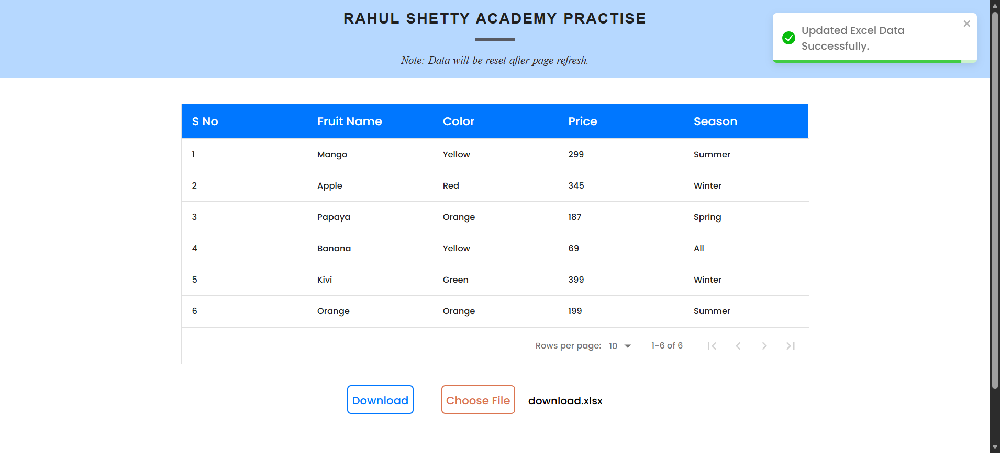 RAHUL SHETTY ACADEMY PRACTISE
Note: Data will be reset after page refresh.
Updated Excel Data
Successfully.
S No Fruit Name Color Price Season
1 Mango Yellow 299 Summer
2 Apple Red 345 Winter
3 Papaya Orange 187 Spring
4 Banana Yellow 69 All
5 Kivi Green 399 Winter
6 Orange Orange 199 Summer
Rows per page: 10 1-6 of 6
Download Choose File download.xlsx